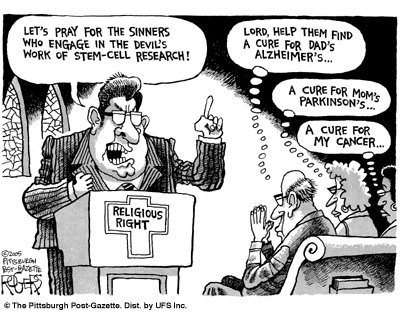 LET'S PRAY FOR THE SINNERS
WHO ENGAGE IN THE DEVIL'S
WORK OF STEM-CELL RESEARCH!
LORD, HELP THEM FIND
A CURE FOR DAD'S
ALZHEIMER'S...
A CURE FOR MOM'S
PARKINSON'S...
A CURE FOR
MY CANCER...
RELIGIOUS
RIGHT
©2005
PITTSBURGH
POST-GAZETTE
ROGERS
© The Pittsburgh Post-Gazette. Dist. by UFS Inc.